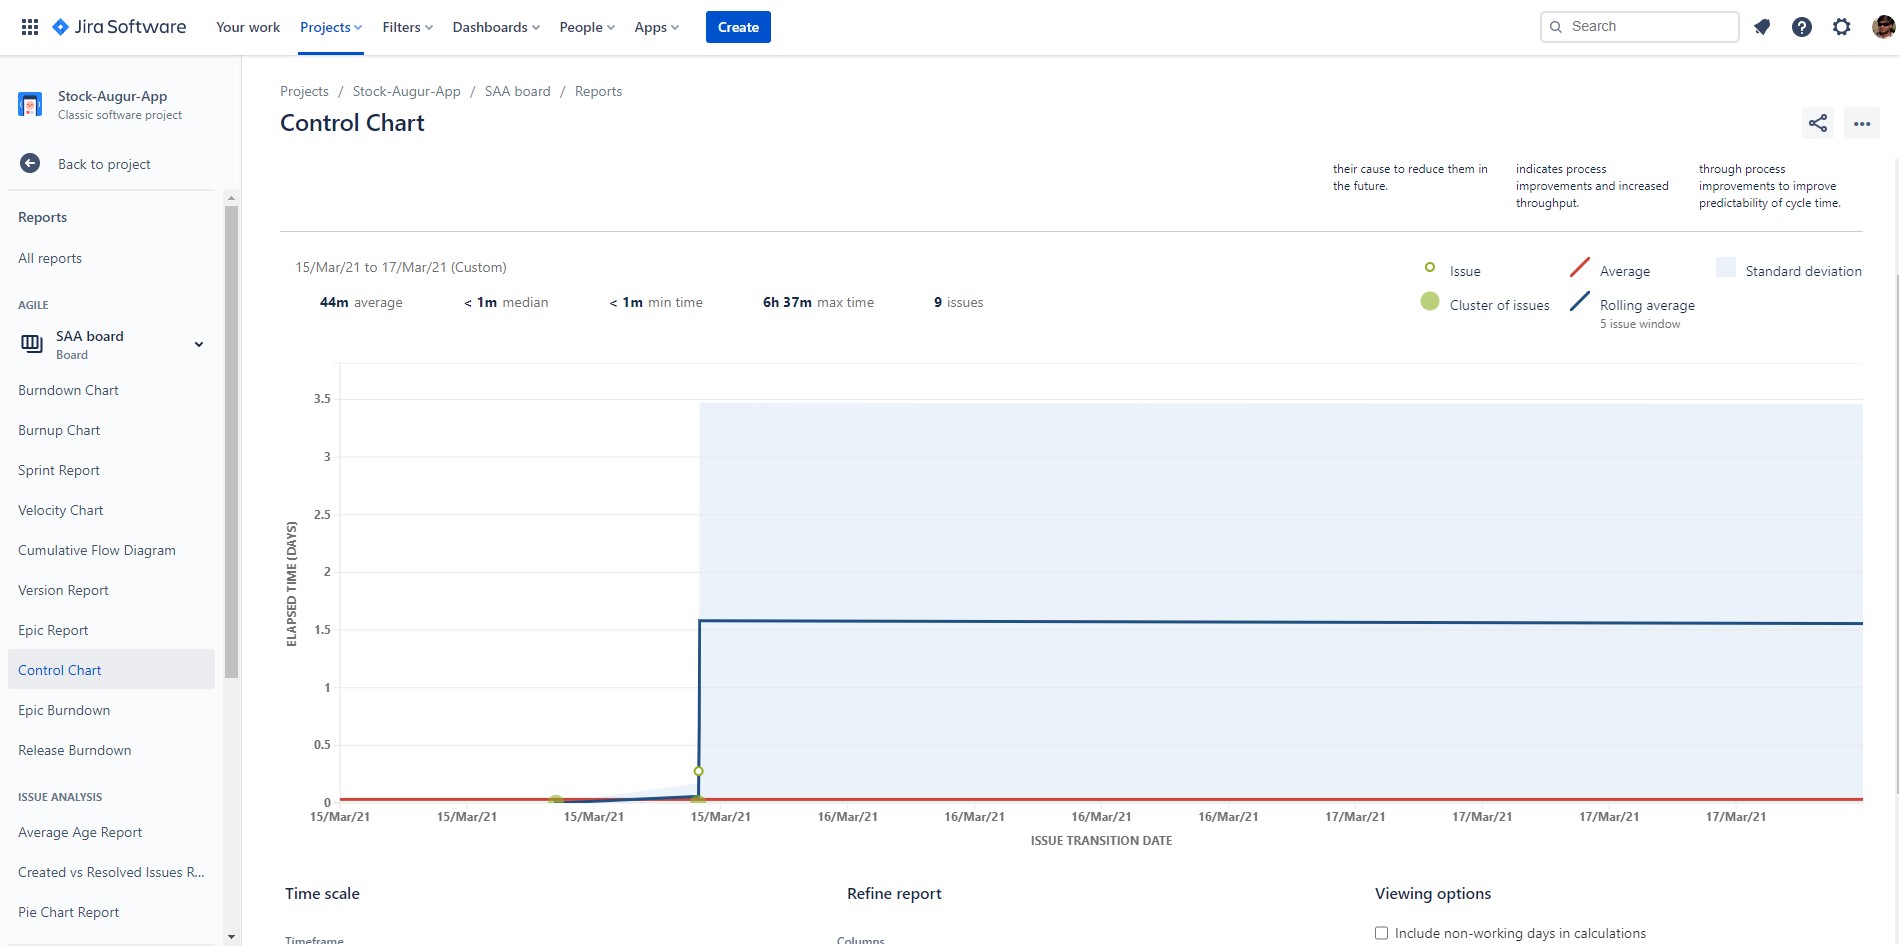 Jira Software
Your work
Projects
Filters
Dashboards
People
Apps
Create
Search
Stock-Augur-App
Classic software project
Back to project
Reports
All reports
AGILE
SAA board
Board
Burndown Chart
Burnup Chart
Sprint Report
Velocity Chart
Cumulative Flow Diagram
Version Report
Epic Report
Control Chart
Epic Burndown
Release Burndown
ISSUE ANALYSIS
Average Age Report
Created vs Resolved Issues R...
Pie Chart Report
Projects / Stock-Augur-App / SAA board / Reports
Control Chart
their cause to reduce them in
the future.
indicates process
improvements and increased
throughput.
through process
improvements to improve
predictability of cycle time.
15/Mar/21 to 17/Mar/21 (Custom)
44m average
< 1m median
< 1m min time
6h 37m max time
9 issues
Issue
Average
Standard deviation
Cluster of issues
Rolling average
5 issue window
ELAPSED TIME (DAYS)
3.5
3
2.5
2
1.5
1
0.5
0
15/Mar/21
15/Mar/21
15/Mar/21
15/Mar/21
16/Mar/21
16/Mar/21
16/Mar/21
16/Mar/21
17/Mar/21
17/Mar/21
17/Mar/21
17/Mar/21
ISSUE TRANSITION DATE
Time scale
Refine report
Viewing options
Timeframe
Columns
Include non-working days in calculations